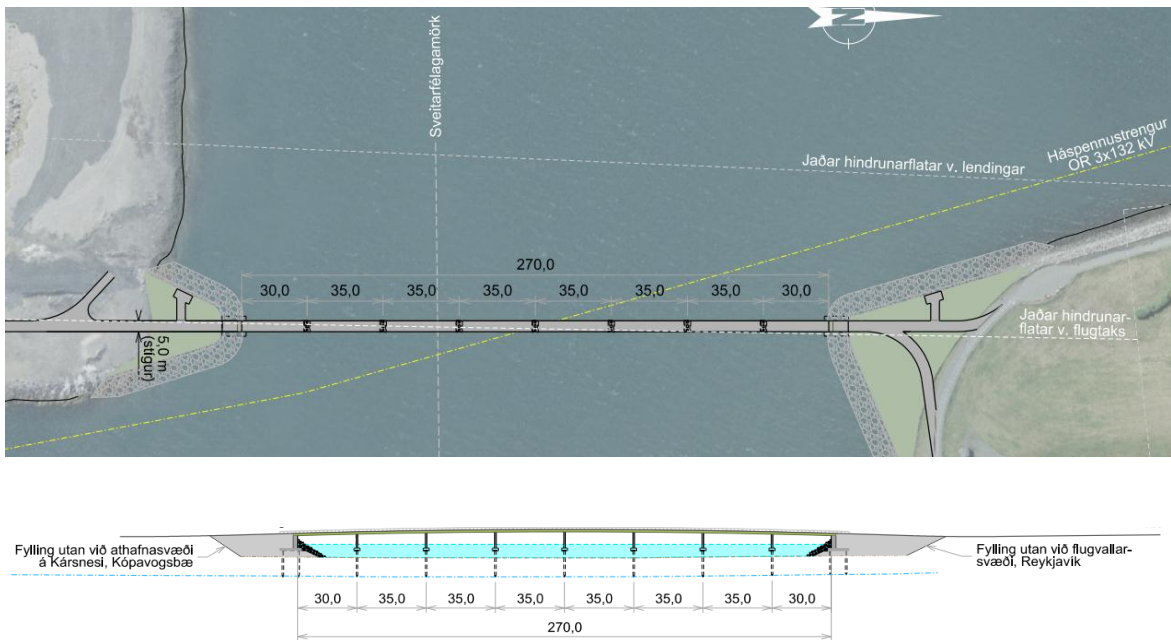 N
Sveitarfélagamörk
Háspennustrengur
OR 3x132 kV
Jaðar hindrunarflatar v. lendingar
270,0
30,0 35,0 35,0 35,0 35,0 35,0 35,0 30,0
5,0 m
(stígur)
Jaðar hindrunar-
flatar v. flugtaks
Fylling utan við athafnasvæði
á Kársnesi, Kópavogsbæ
Fylling utan við flugvallar-
svæði, Reykjavík
30,0 35,0 35,0 35,0 35,0 35,0 35,0 30,0
270,0